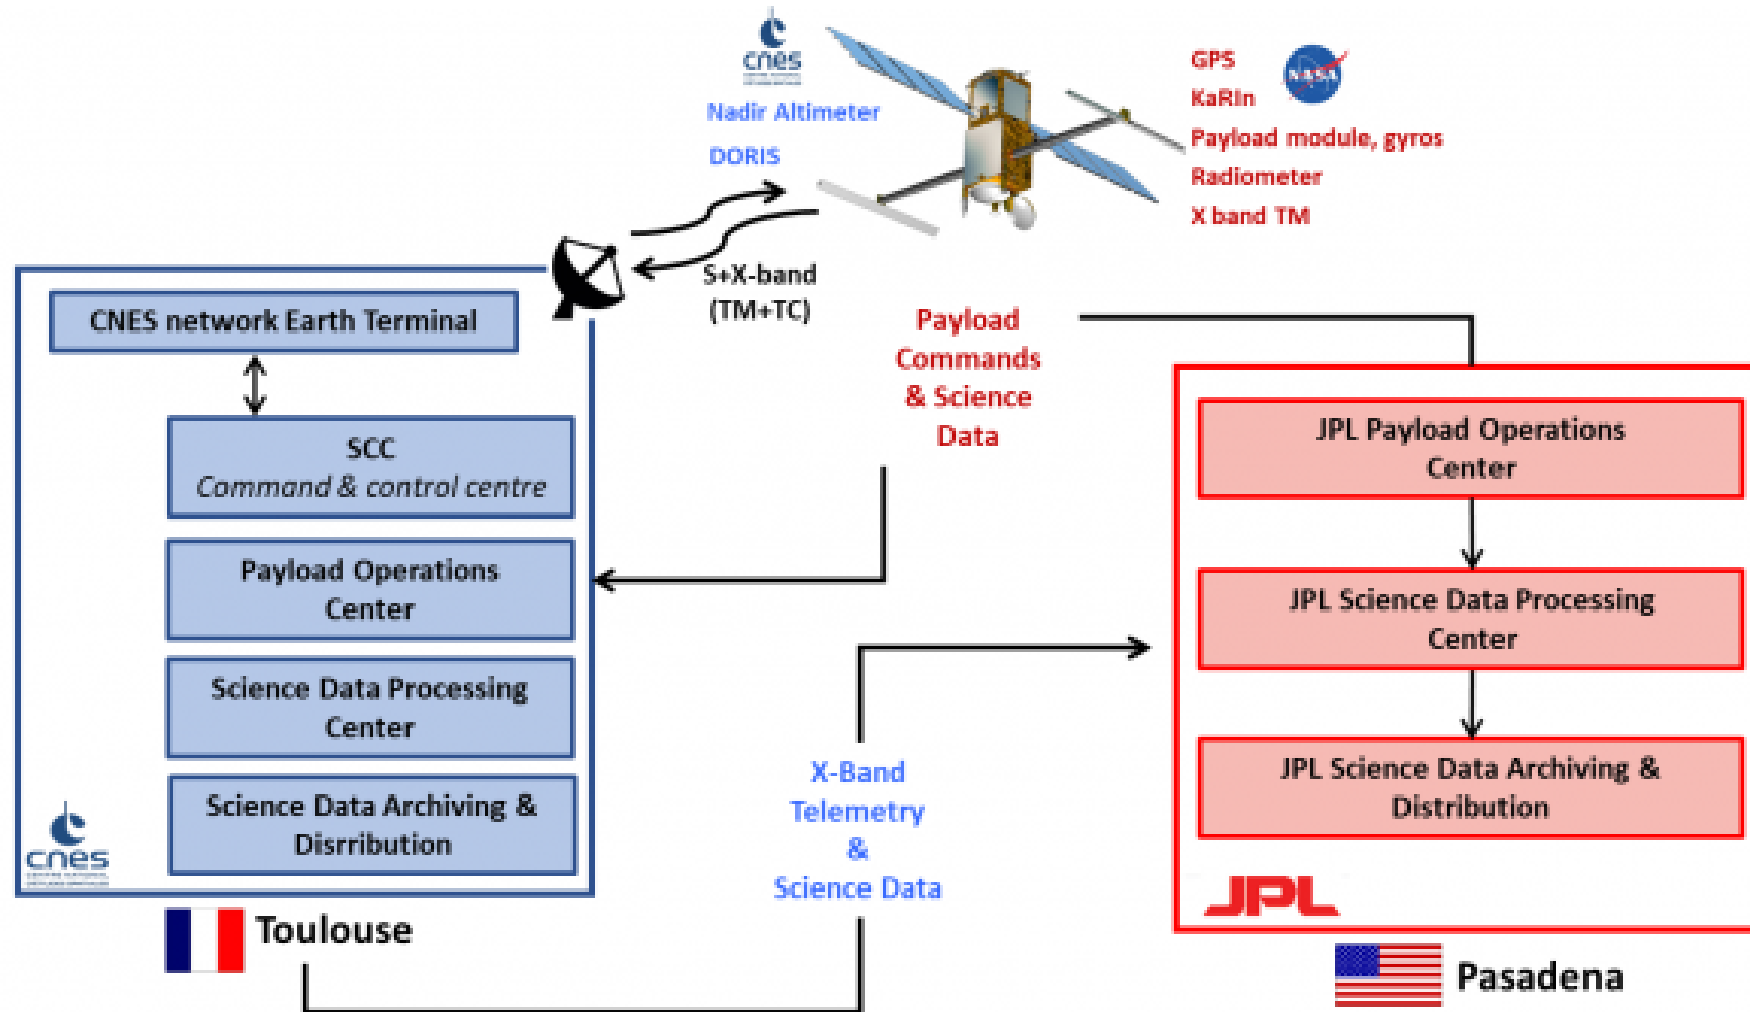 cnes
Nadir Altimeter
DORIS
GPS
NASA
KaRIn
Payload module, gyros
Radiometer
X band TM
S+X-band
(TM+TC)
CNES network Earth Terminal
SCC
Command & control centre
Payload Operations
Center
Science Data Processing
Center
Science Data Archiving &
Disrribution
cnes
Toulouse
Payload
Commands
& Science
Data
X-Band
Telemetry
&
Science Data
JPL Payload Operations
Center
JPL Science Data Processing
Center
JPL Science Data Archiving &
Distribution
JPL
Pasadena